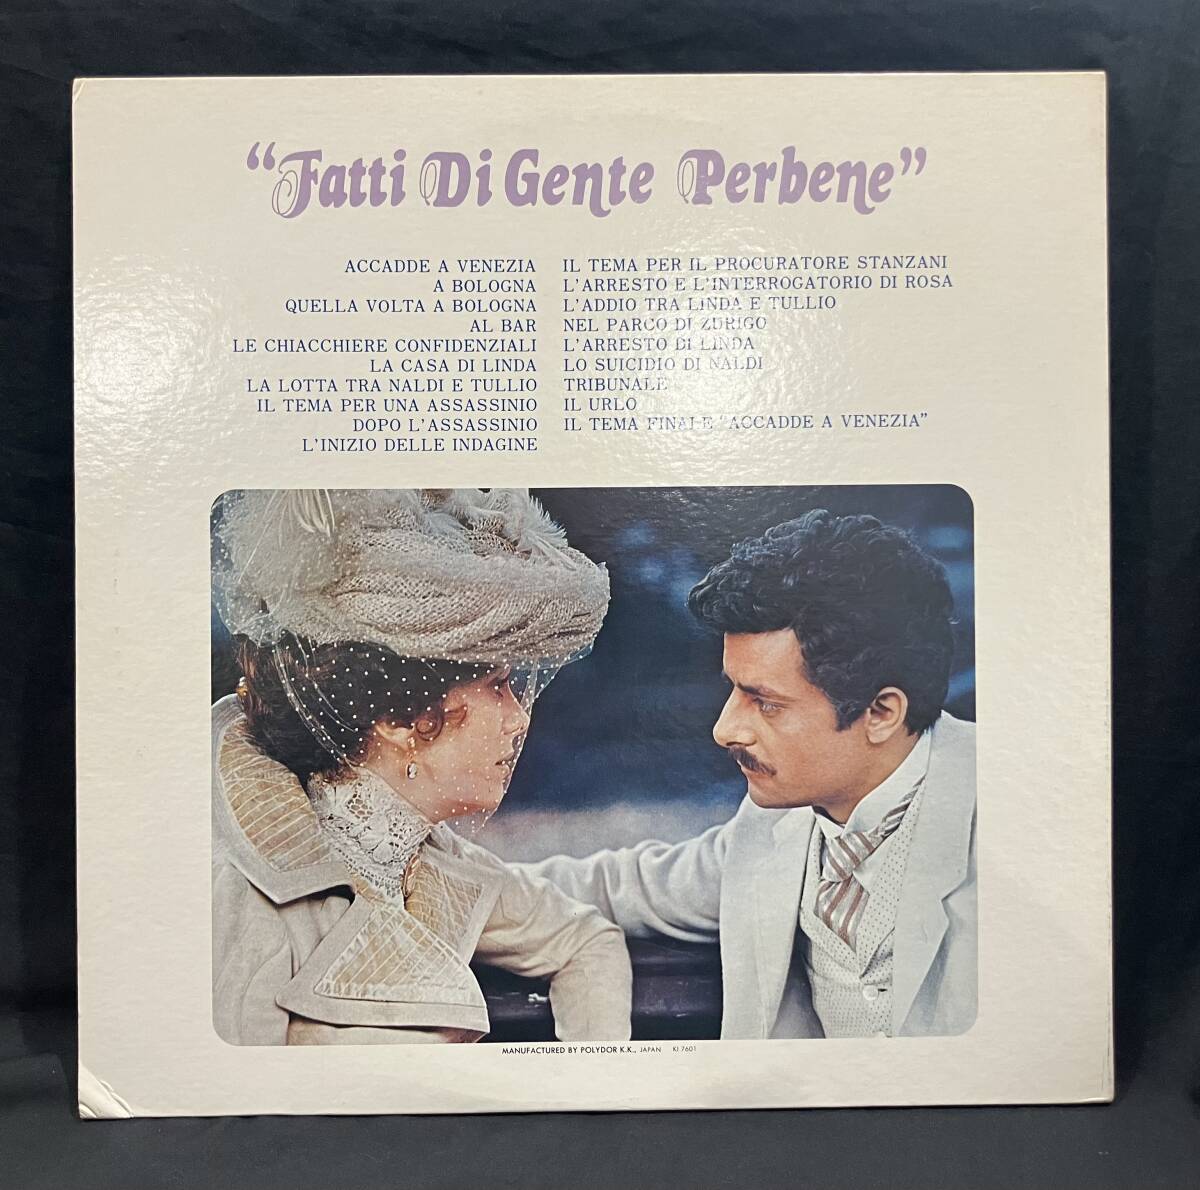 “Fatti Di Gente Perbene”
ACCADDE A VENEZIA
A BOLOGNA
QUELLA VOLTA A BOLOGNA
AL BAR
LE CHIACCHIERE CONFIDENZIALI
LA CASA DI LINDA
LA LOTTA TRA NALDI E TULLIO
IL TEMA PER UNA ASSASSINIO
DOPO L'ASSASSINIO
L'INIZIO DELLE INDAGINE
IL TEMA PER IL PROCURATORE STANZANI
L'ARRESTO E L'INTERROGATORIO DI ROSA
L'ADDIO TRA LINDA E TULLIO
NEL PARCO DI ZURIGO
L'ARRESTO DI LINDA
LO SUICIDIO DI NALDI
TRIBUNALE
IL URLO
IL TEMA FINALE “ACCADDE A VENEZIA”
MANUFACTURED BY POLYDOR K.K., JAPAN KI 7601